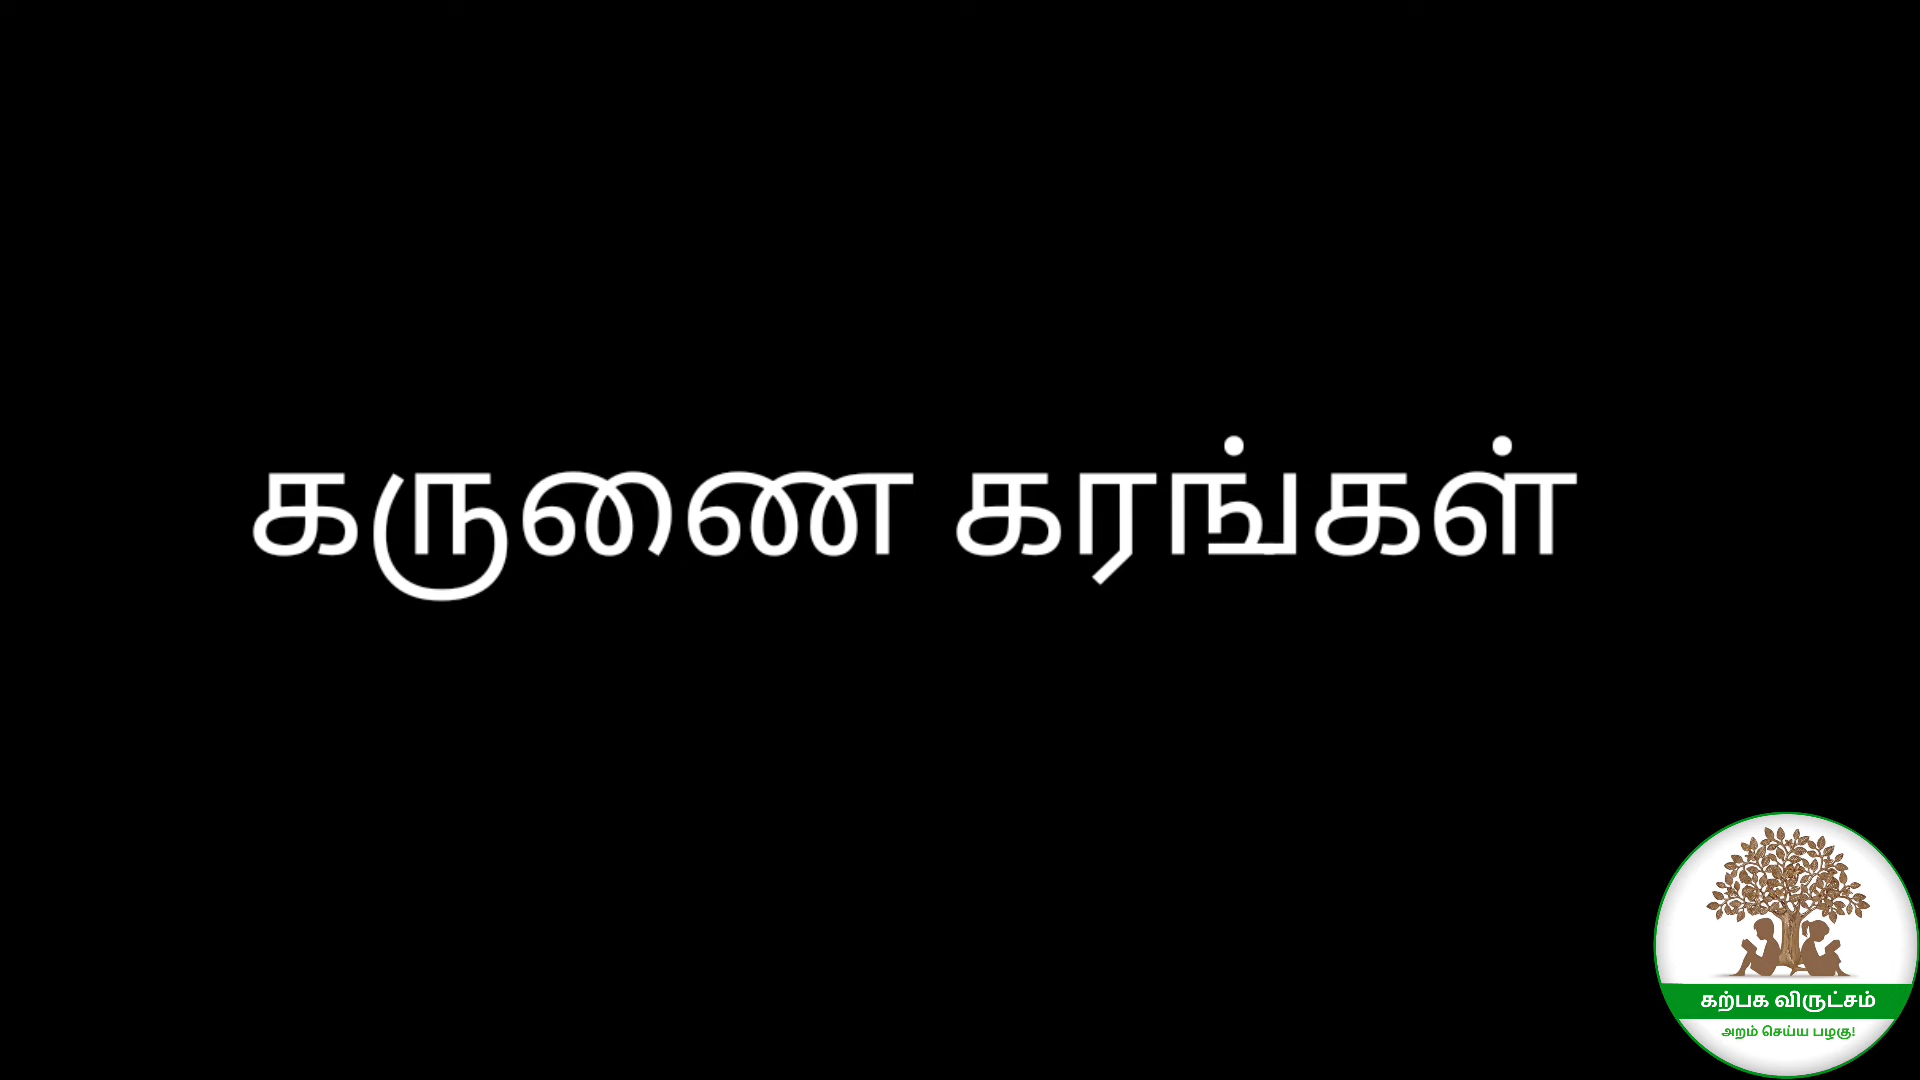 கருணை கரங்கள்
கற்பக விருட்சம்
அறம் செய்ய பழகு!